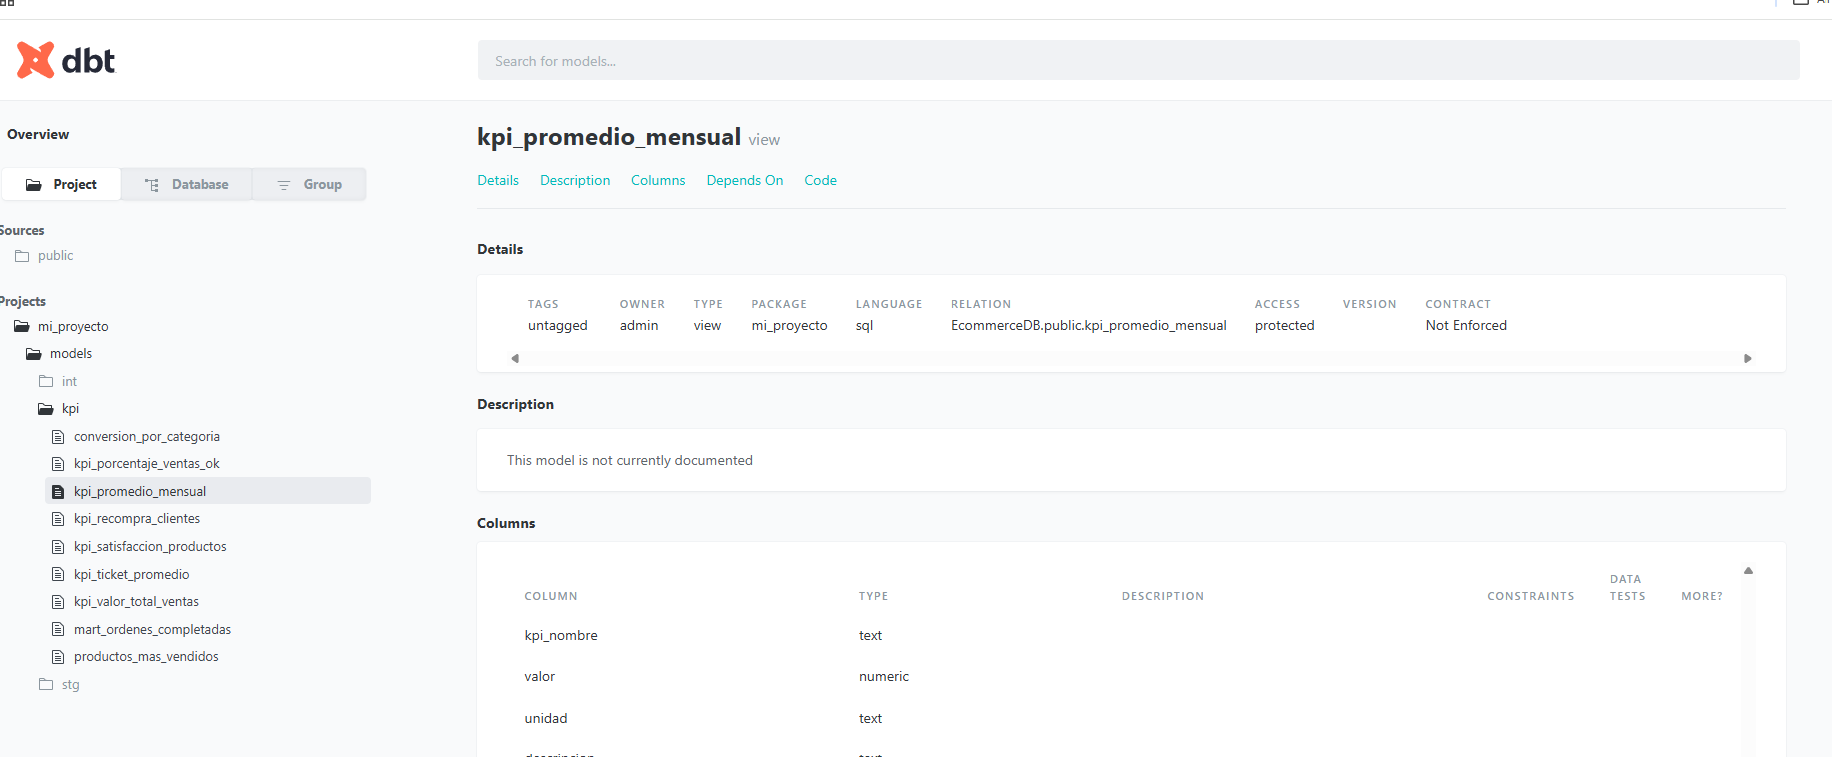 dbt
Search for models...
Overview
Project Database Group
Sources
public
Projects
mi_proyecto
models
int
kpi
conversion_por_categoria
kpi_porcentaje_ventas_ok
kpi_promedio_mensual
kpi_recompra_clientes
kpi_satisfaccion_productos
kpi_ticket_promedio
kpi_valor_total_ventas
mart_ordenes_completadas
productos_mas_vendidos
stg
kpi_promedio_mensual view
Details Description Columns Depends On Code
Details
TAGS OWNER TYPE PACKAGE LANGUAGE RELATION ACCESS VERSION CONTRACT
untagged admin view mi_proyecto sql EcommerceDB.public.kpi_promedio_mensual protected Not Enforced
Description
This model is not currently documented
Columns
COLUMN TYPE DESCRIPTION CONSTRAINTS DATA TESTS MORE?
kpi_nombre text
valor numeric
unidad text
descripcion text